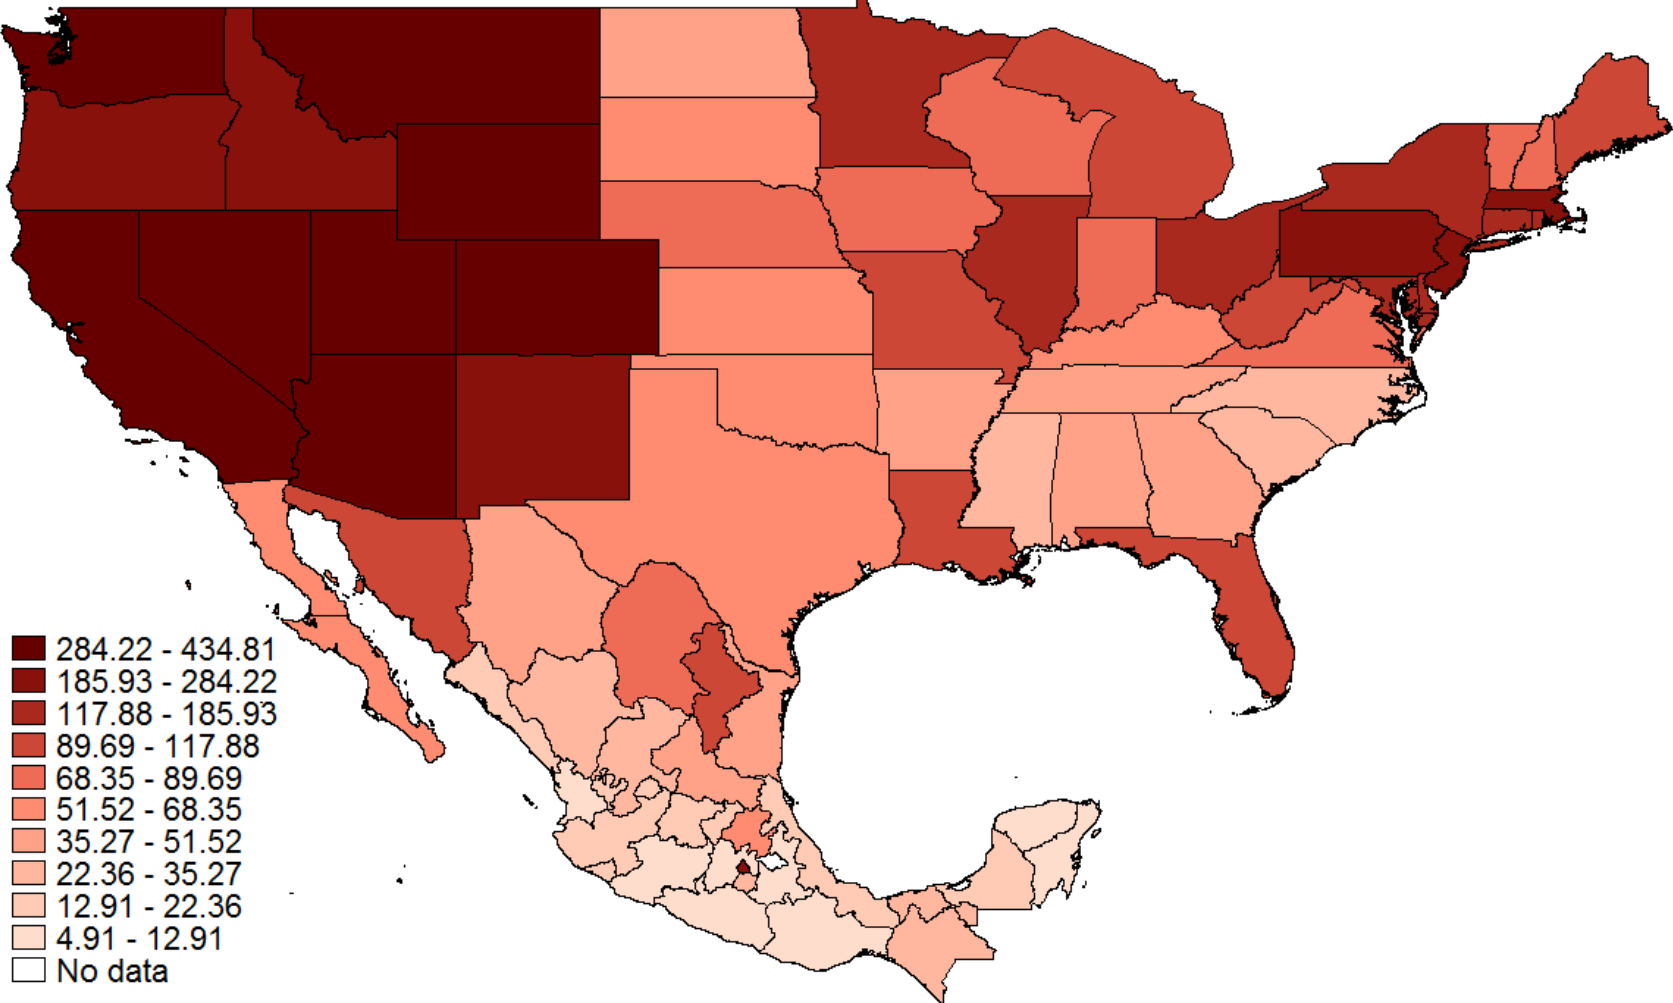 284.22 - 434.81
185.93 - 284.22
117.88 - 185.93
89.69 - 117.88
68.35 - 89.69
51.52 - 68.35
35.27 - 51.52
22.36 - 35.27
12.91 - 22.36
4.91 - 12.91
No data